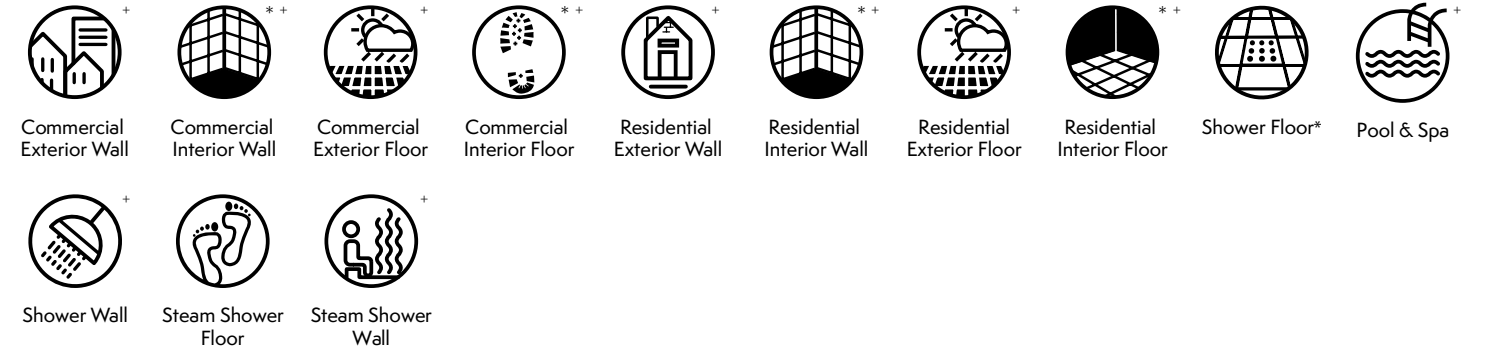 + * + + * + + * + + * + +
Commercial Commercial Commercial Commercial Residential Residential Residential Residential Shower Floor* Pool & Spa
Exterior Wall Interior Wall Exterior Floor Interior Floor Exterior Wall Interior Wall Exterior Floor Interior Floor
+ +
Shower Wall Steam Shower Steam Shower
Floor Wall